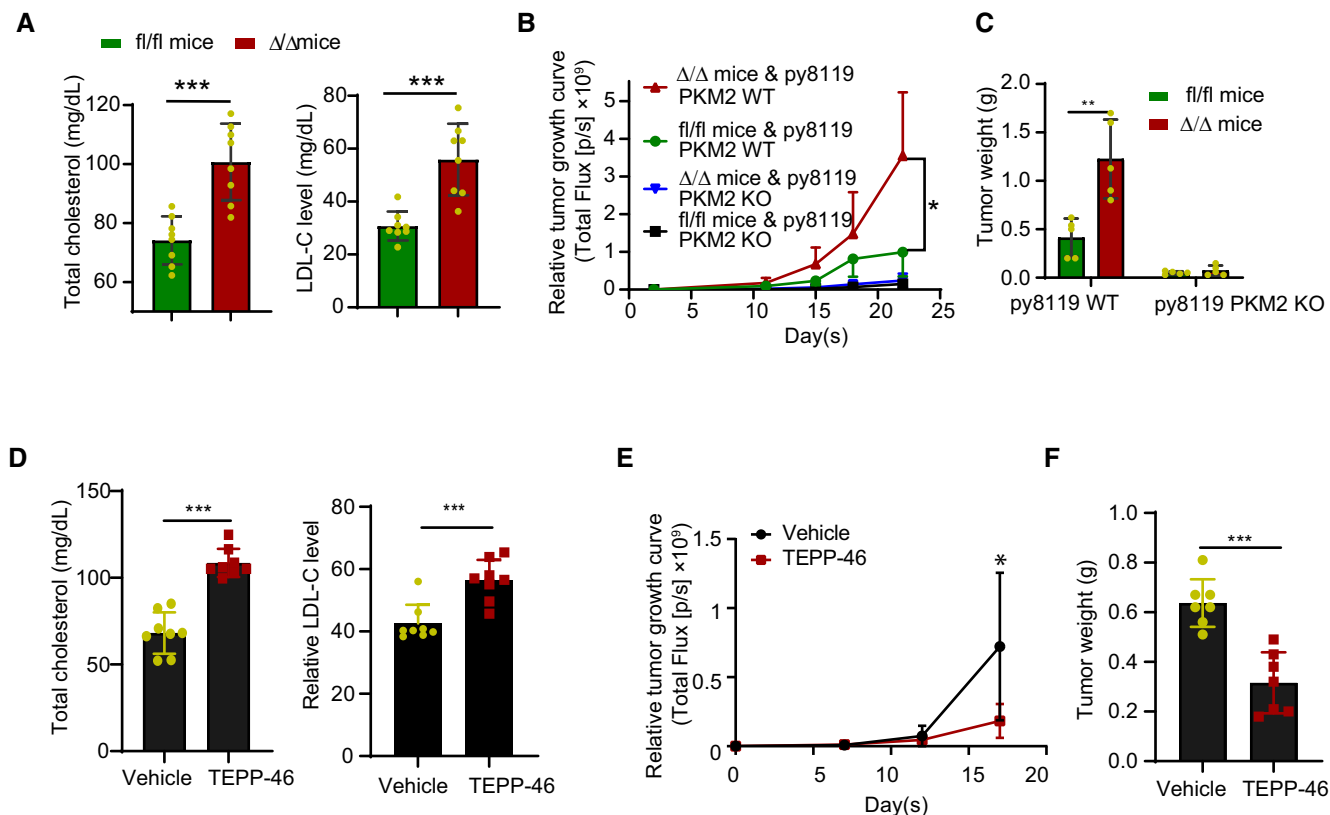 A
fl/fl mice
Δ/Δmice
Total cholesterol (mg/dL)
120
100
80
60
***
LDL-C level (mg/dL)
80
60
40
20
0
***
B
Relative tumor growth curve
(Total Flux [p/s] ×10⁹)
5
4
3
2
1
0
Δ/Δ mice & py8119
PKM2 WT
fl/fl mice & py8119
PKM2 WT
Δ/Δ mice & py8119
PKM2 KO
fl/fl mice & py8119
PKM2 KO
*
0 5 10 15 20 25
Day(s)
C
Tumor weight (g)
2.0
1.5
1.0
0.5
0.0
**
fl/fl mice
Δ/Δ mice
py8119 WT
py8119 PKM2 KO
D
Total cholesterol (mg/dL)
150
100
50
0
***
Vehicle TEPP-46
Relative LDL-C level
80
60
40
20
0
***
Vehicle TEPP-46
E
Relative tumor growth curve
(Total Flux [p/s] ×10⁹)
1.5
1
0.5
0
Vehicle
TEPP-46
*
0 5 10 15 20
Day(s)
F
Tumor weight (g)
1.0
0.8
0.6
0.4
0.2
0.0
***
Vehicle TEPP-46